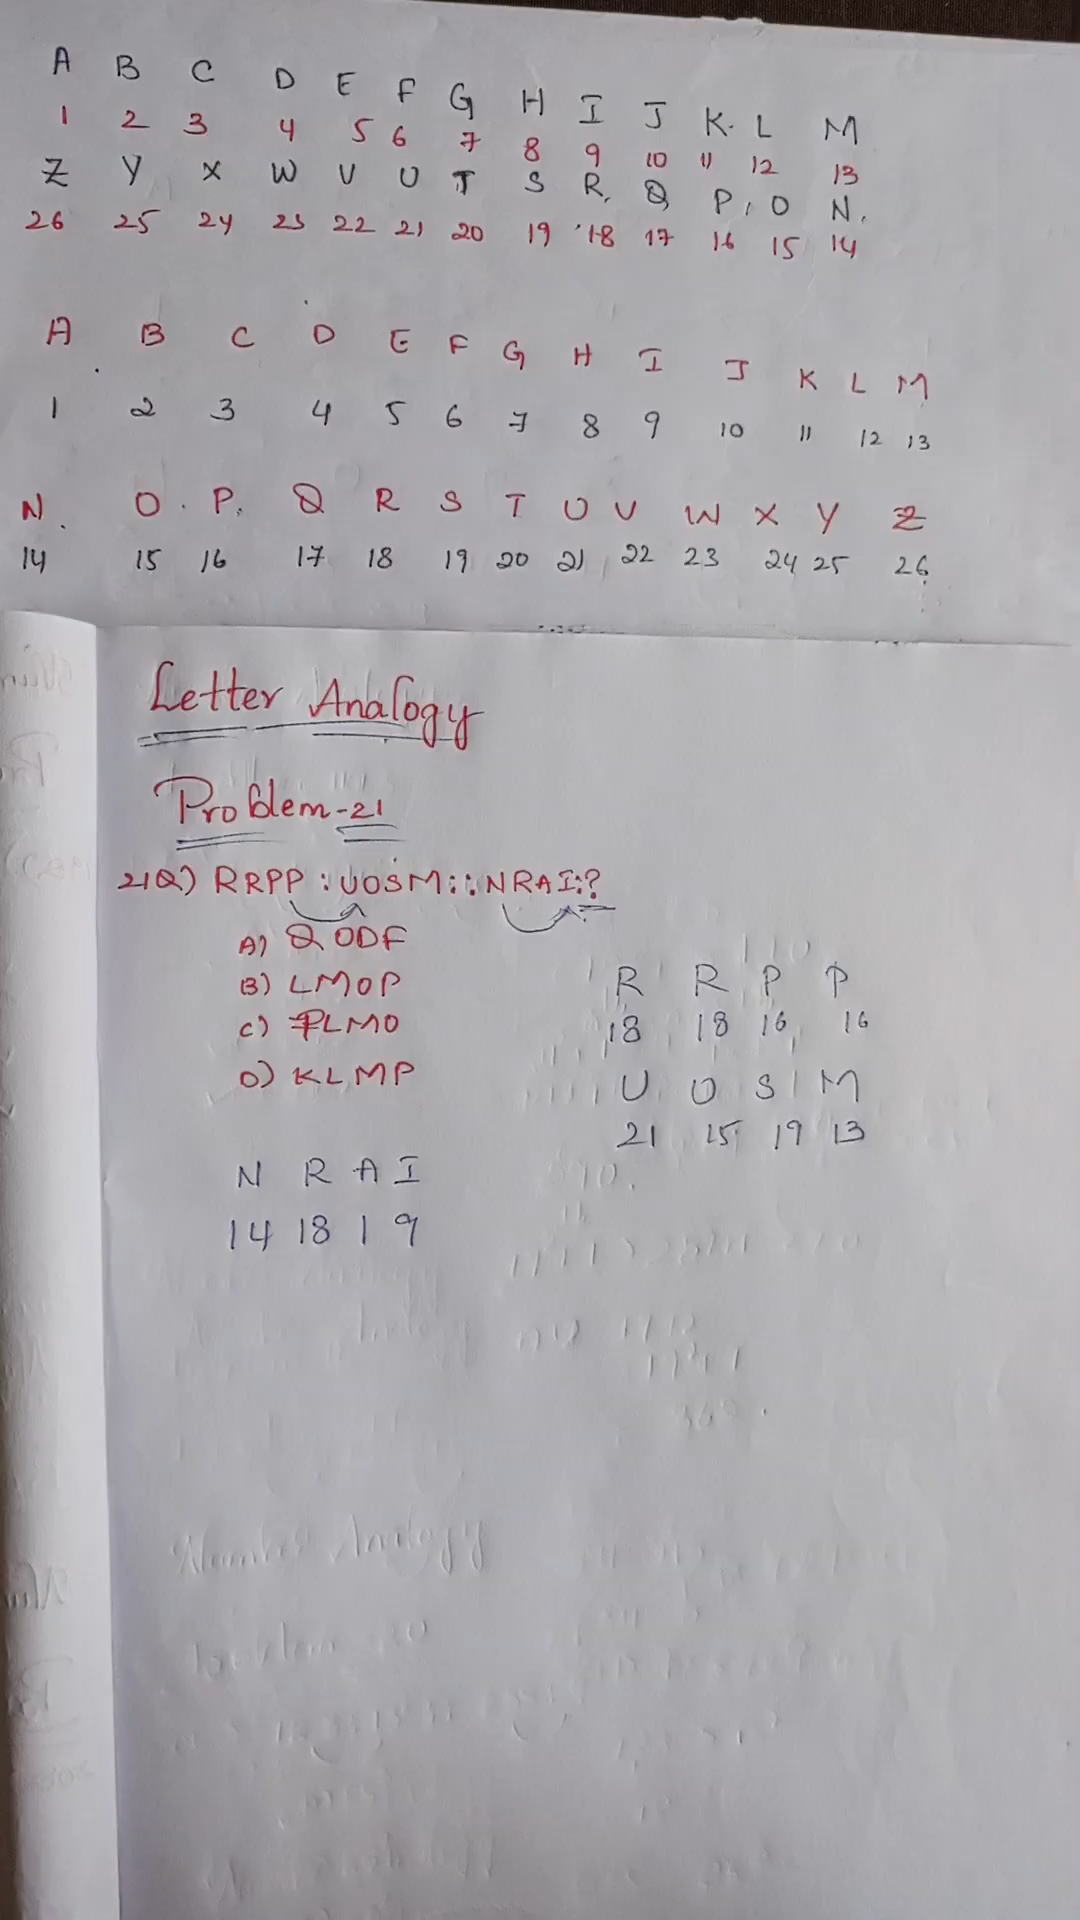 A B C D E F G H I J K. L M
1 2 3 4 5 6 7 8 9 10 11 12 13
Z Y X W V U T S R, Q P, O N.
26 25 24 23 22 21 20 19 18 17 16 15 14
A B C D E F G H I J K L M
1 2 3 4 5 6 7 8 9 10 11 12 13
N. O. P. Q R S T U V W X Y Z
14 15 16 17 18 19 20 21 22 23 24 25 26
Letter Analogy
Problem-21
21Q) RRPP : UOSM :: NRAI:?
A) QODF
B) LMOP
C) PLMO
D) KLMP
R R P P
18 18 16 16
U O S M
21 15 19 13
N R A I
14 18 1 9